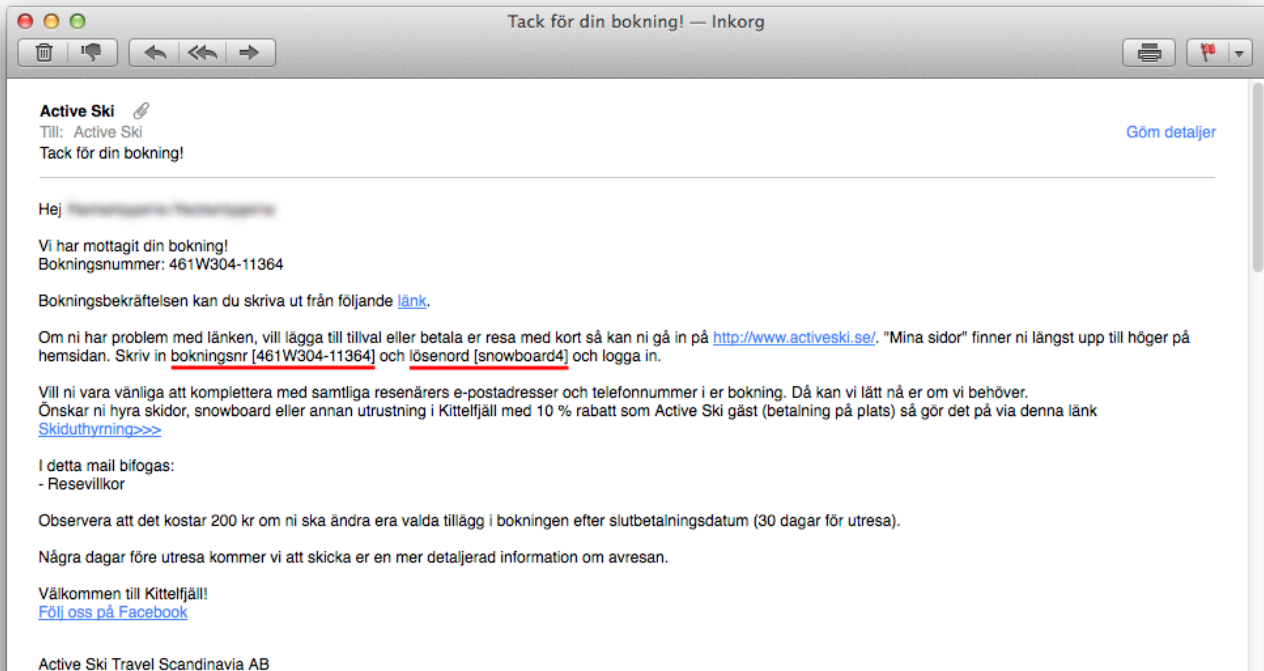 Tack för din bokning! — Inkorg
Active Ski
Till: Active Ski
Göm detaljer
Tack för din bokning!
Hej
Vi har mottagit din bokning!
Bokningsnummer: 461W304-11364
Bokningsbekräftelsen kan du skriva ut från följande länk.
Om ni har problem med länken, vill lägga till tillval eller betala er resa med kort så kan ni gå in på http://www.activeski.se/. "Mina sidor" finner ni längst upp till höger på
hemsidan. Skriv in bokningsnr [461W304-11364] och lösenord [snowboard4] och logga in.
Vill ni vara vänliga att komplettera med samtliga resenärers e-postadresser och telefonnummer i er bokning. Då kan vi lätt nå er om vi behöver.
Önskar ni hyra skidor, snowboard eller annan utrustning i Kittelfjäll med 10 % rabatt som Active Ski gäst (betalning på plats) så gör det på via denna länk
Skiduthyrning>>>
I detta mail bifogas:
- Resevillkor
Observera att det kostar 200 kr om ni ska ändra era valda tillägg i bokningen efter slutbetalningsdatum (30 dagar för utresa).
Några dagar före utresa kommer vi att skicka er en mer detaljerad information om avresan.
Välkommen till Kittelfjäll!
Följ oss på Facebook
Active Ski Travel Scandinavia AB